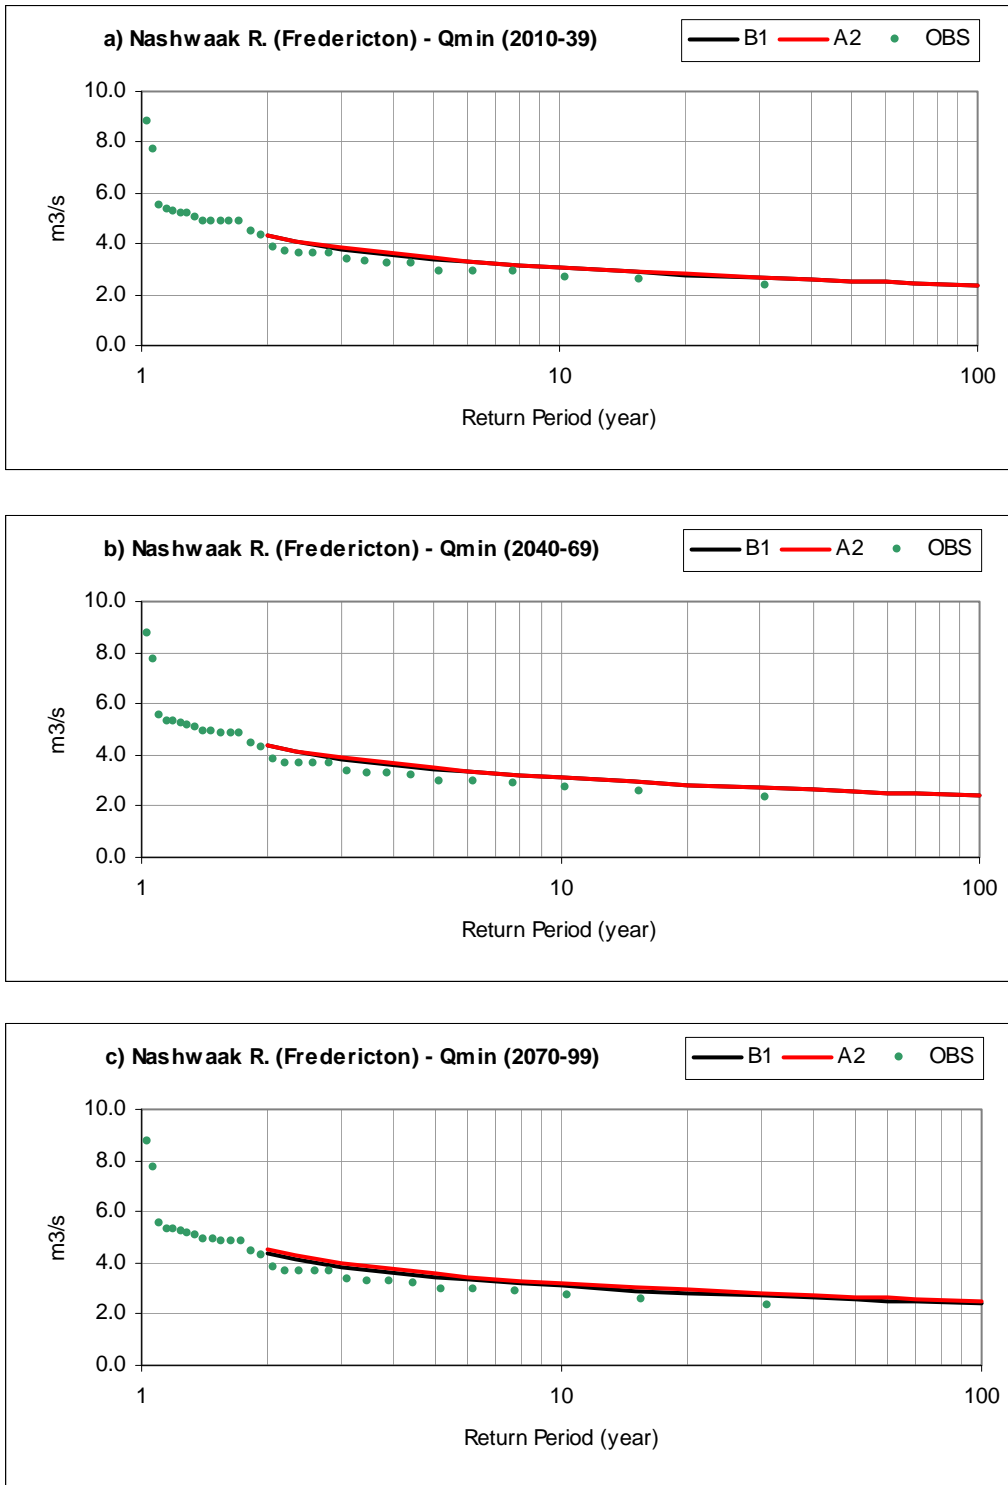 a) Nashwaak R. (Fredericton) - Qmin (2010-39)
B1 A2 OBS
10.0
8.0
6.0
4.0
2.0
0.0
m3/s
1 10 100
Return Period (year)
b) Nashwaak R. (Fredericton) - Qmin (2040-69)
B1 A2 OBS
10.0
8.0
6.0
4.0
2.0
0.0
m3/s
1 10 100
Return Period (year)
c) Nashwaak R. (Fredericton) - Qmin (2070-99)
B1 A2 OBS
10.0
8.0
6.0
4.0
2.0
0.0
m3/s
1 10 100
Return Period (year)